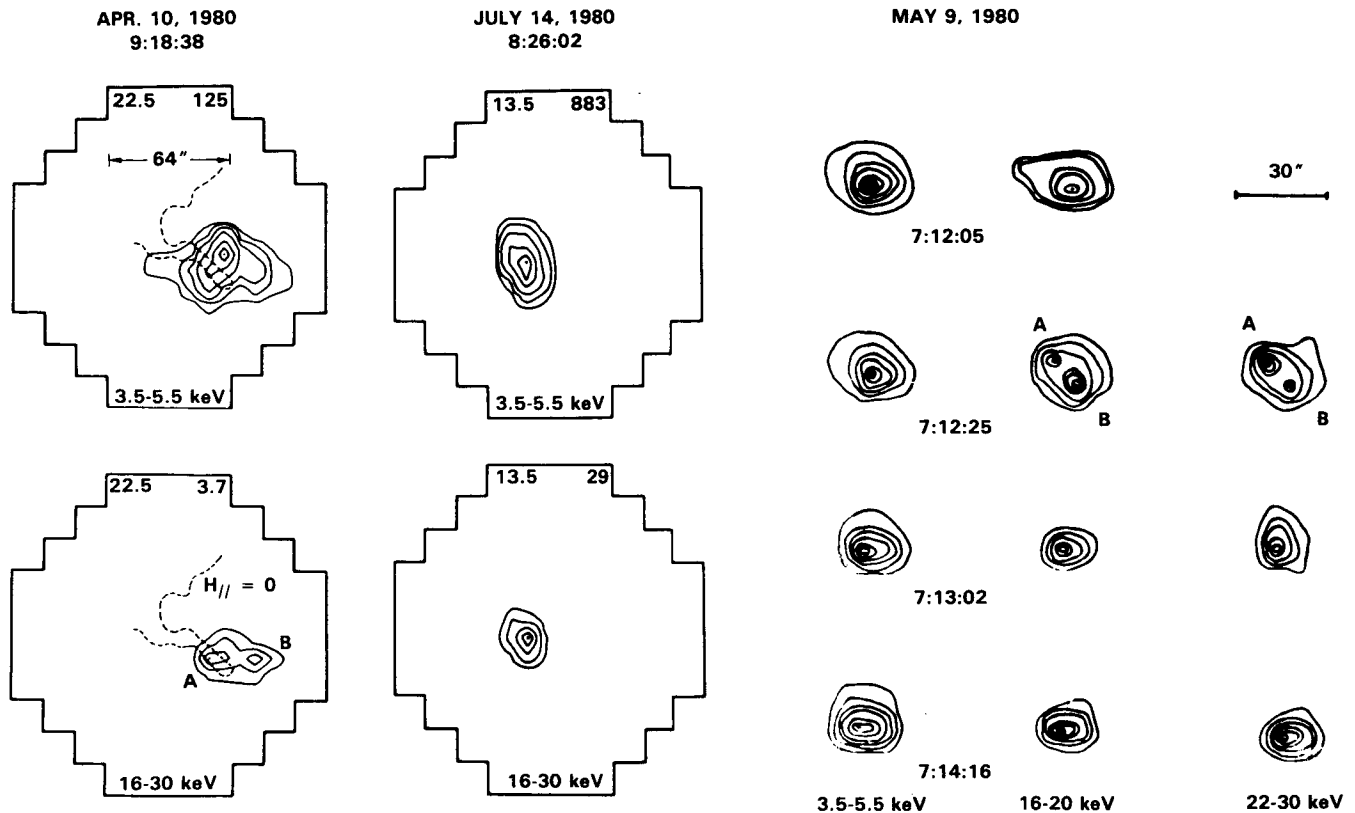 APR. 10, 1980
9:18:38
22.5 125
64"
3.5-5.5 keV
22.5 3.7
H// = 0
A B
16-30 keV
JULY 14, 1980
8:26:02
13.5 883
3.5-5.5 keV
13.5 29
16-30 keV
MAY 9, 1980
30"
7:12:05
A A
B B
7:12:25
7:13:02
7:14:16
3.5-5.5 keV 16-20 keV 22-30 keV